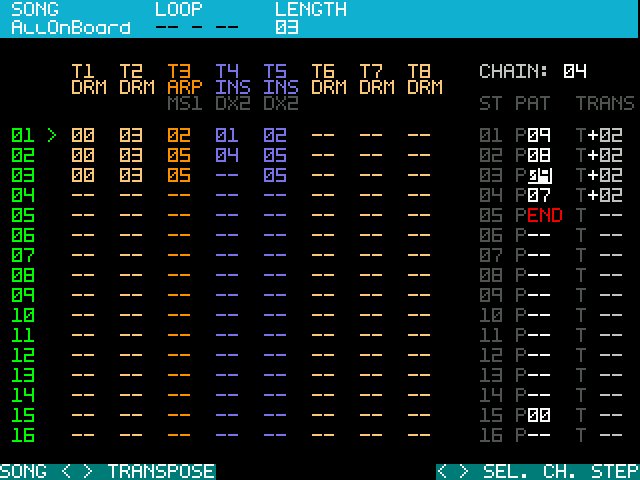 SONG LOOP LENGTH
ALLOnBoard -- - -- 03
T1 T2 T3 T4 T5 T6 T7 T8 CHAIN: 04
DRM DRM ARP INS INS DRM DRM DRM
MS1 DX2 DX2 ST PAT TRANS
01 > 00 03 02 01 02 -- -- -- 01 P09 T+02
02 00 03 05 04 05 -- -- -- 02 P08 T+02
03 00 03 05 -- 05 -- -- -- 03 P09 T+02
04 -- -- -- -- -- -- -- -- 04 P07 T+02
05 -- -- -- -- -- -- -- -- 05 PEND T --
06 -- -- -- -- -- -- -- -- 06 P-- T --
07 -- -- -- -- -- -- -- -- 07 P-- T --
08 -- -- -- -- -- -- -- -- 08 P-- T --
09 -- -- -- -- -- -- -- -- 09 P-- T --
10 -- -- -- -- -- -- -- -- 10 P-- T --
11 -- -- -- -- -- -- -- -- 11 P-- T --
12 -- -- -- -- -- -- -- -- 12 P-- T --
13 -- -- -- -- -- -- -- -- 13 P-- T --
14 -- -- -- -- -- -- -- -- 14 P-- T --
15 -- -- -- -- -- -- -- -- 15 P00 T --
16 -- -- -- -- -- -- -- -- 16 P-- T --
SONG < > TRANSPOSE < > SEL. CH. STEP